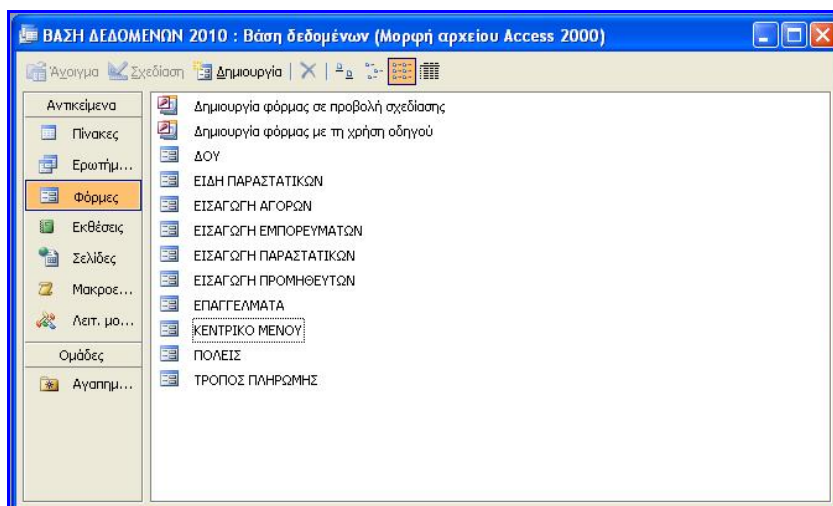 ΒΑΣΗ ΔΕΔΟΜΕΝΩΝ 2010 : Βάση δεδομένων (Μορφή αρχείου Access 2000)
Άνοιγμα Σχεδίαση Δημιουργία
Αντικείμενα
Πίνακες
Ερωτήμ...
Φόρμες
Εκθέσεις
Σελίδες
Μακροε...
Λειτ. μο...
Ομάδες
Αγαπημ...
Δημιουργία φόρμας σε προβολή σχεδίασης
Δημιουργία φόρμας με τη χρήση οδηγού
ΔΟΥ
ΕΙΔΗ ΠΑΡΑΣΤΑΤΙΚΩΝ
ΕΙΣΑΓΩΓΗ ΑΓΟΡΩΝ
ΕΙΣΑΓΩΓΗ ΕΜΠΟΡΕΥΜΑΤΩΝ
ΕΙΣΑΓΩΓΗ ΠΑΡΑΣΤΑΤΙΚΩΝ
ΕΙΣΑΓΩΓΗ ΠΡΟΜΗΘΕΥΤΩΝ
ΕΠΑΓΓΕΛΜΑΤΑ
ΚΕΝΤΡΙΚΟ ΜΕΝΟΥ
ΠΟΛΕΙΣ
ΤΡΟΠΟΣ ΠΛΗΡΩΜΗΣ